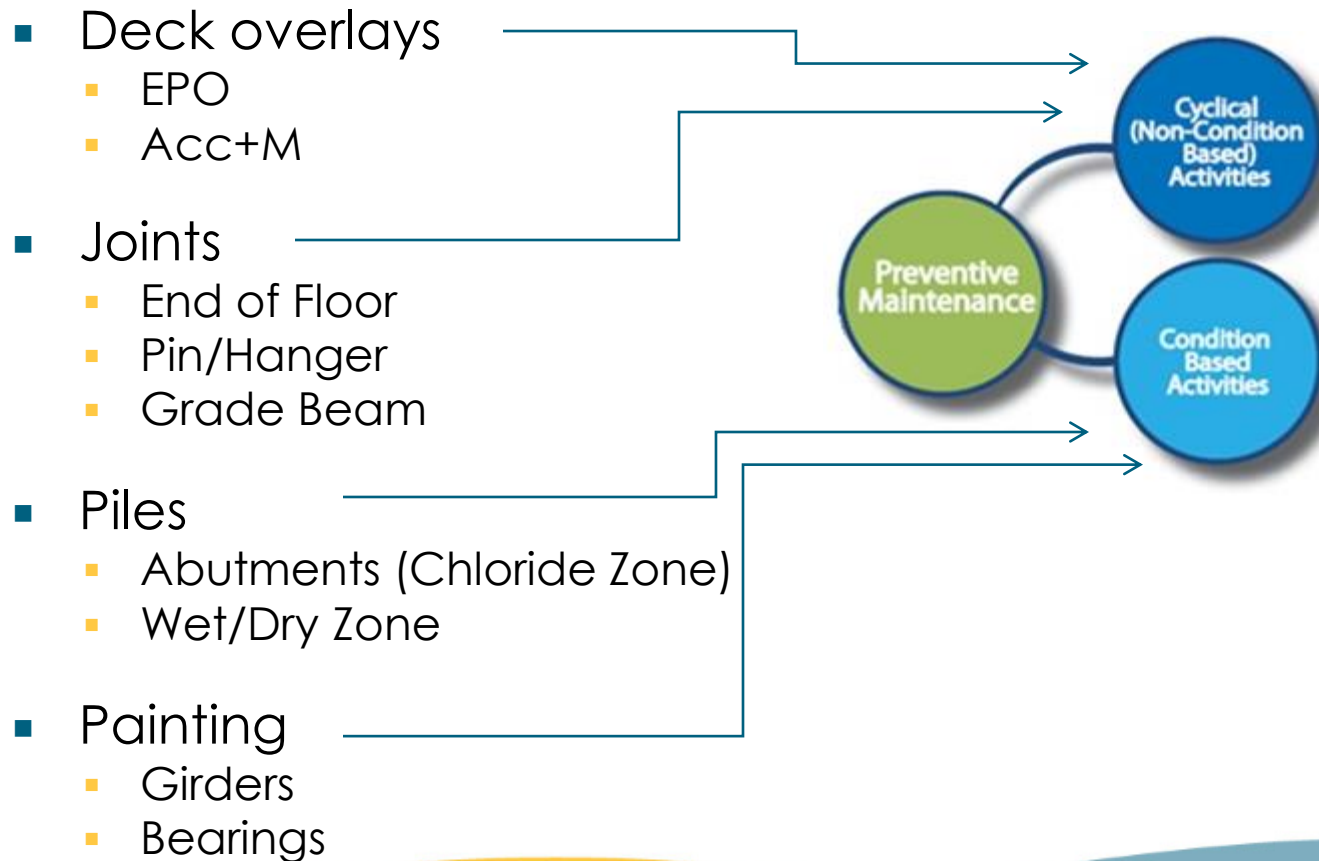 Deck overlays
EPO
Acc+M
Joints
End of Floor
Pin/Hanger
Grade Beam
Piles
Abutments (Chloride Zone)
Wet/Dry Zone
Painting
Girders
Bearings
Preventive
Maintenance
Cyclical
(Non-Condition
Based)
Activities
Condition
Based
Activities